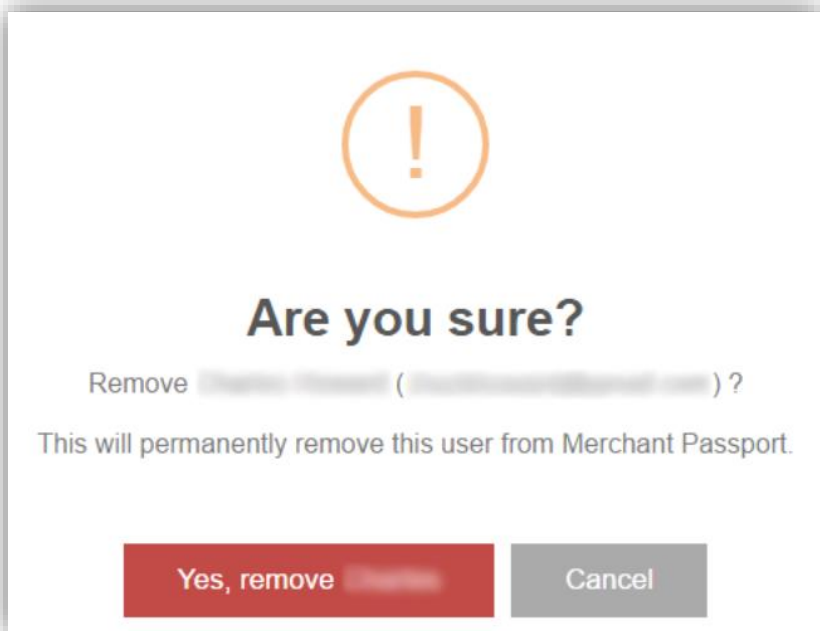 !
Are you sure?
Remove ( ) ?
This will permanently remove this user from Merchant Passport.
Yes, remove
Cancel